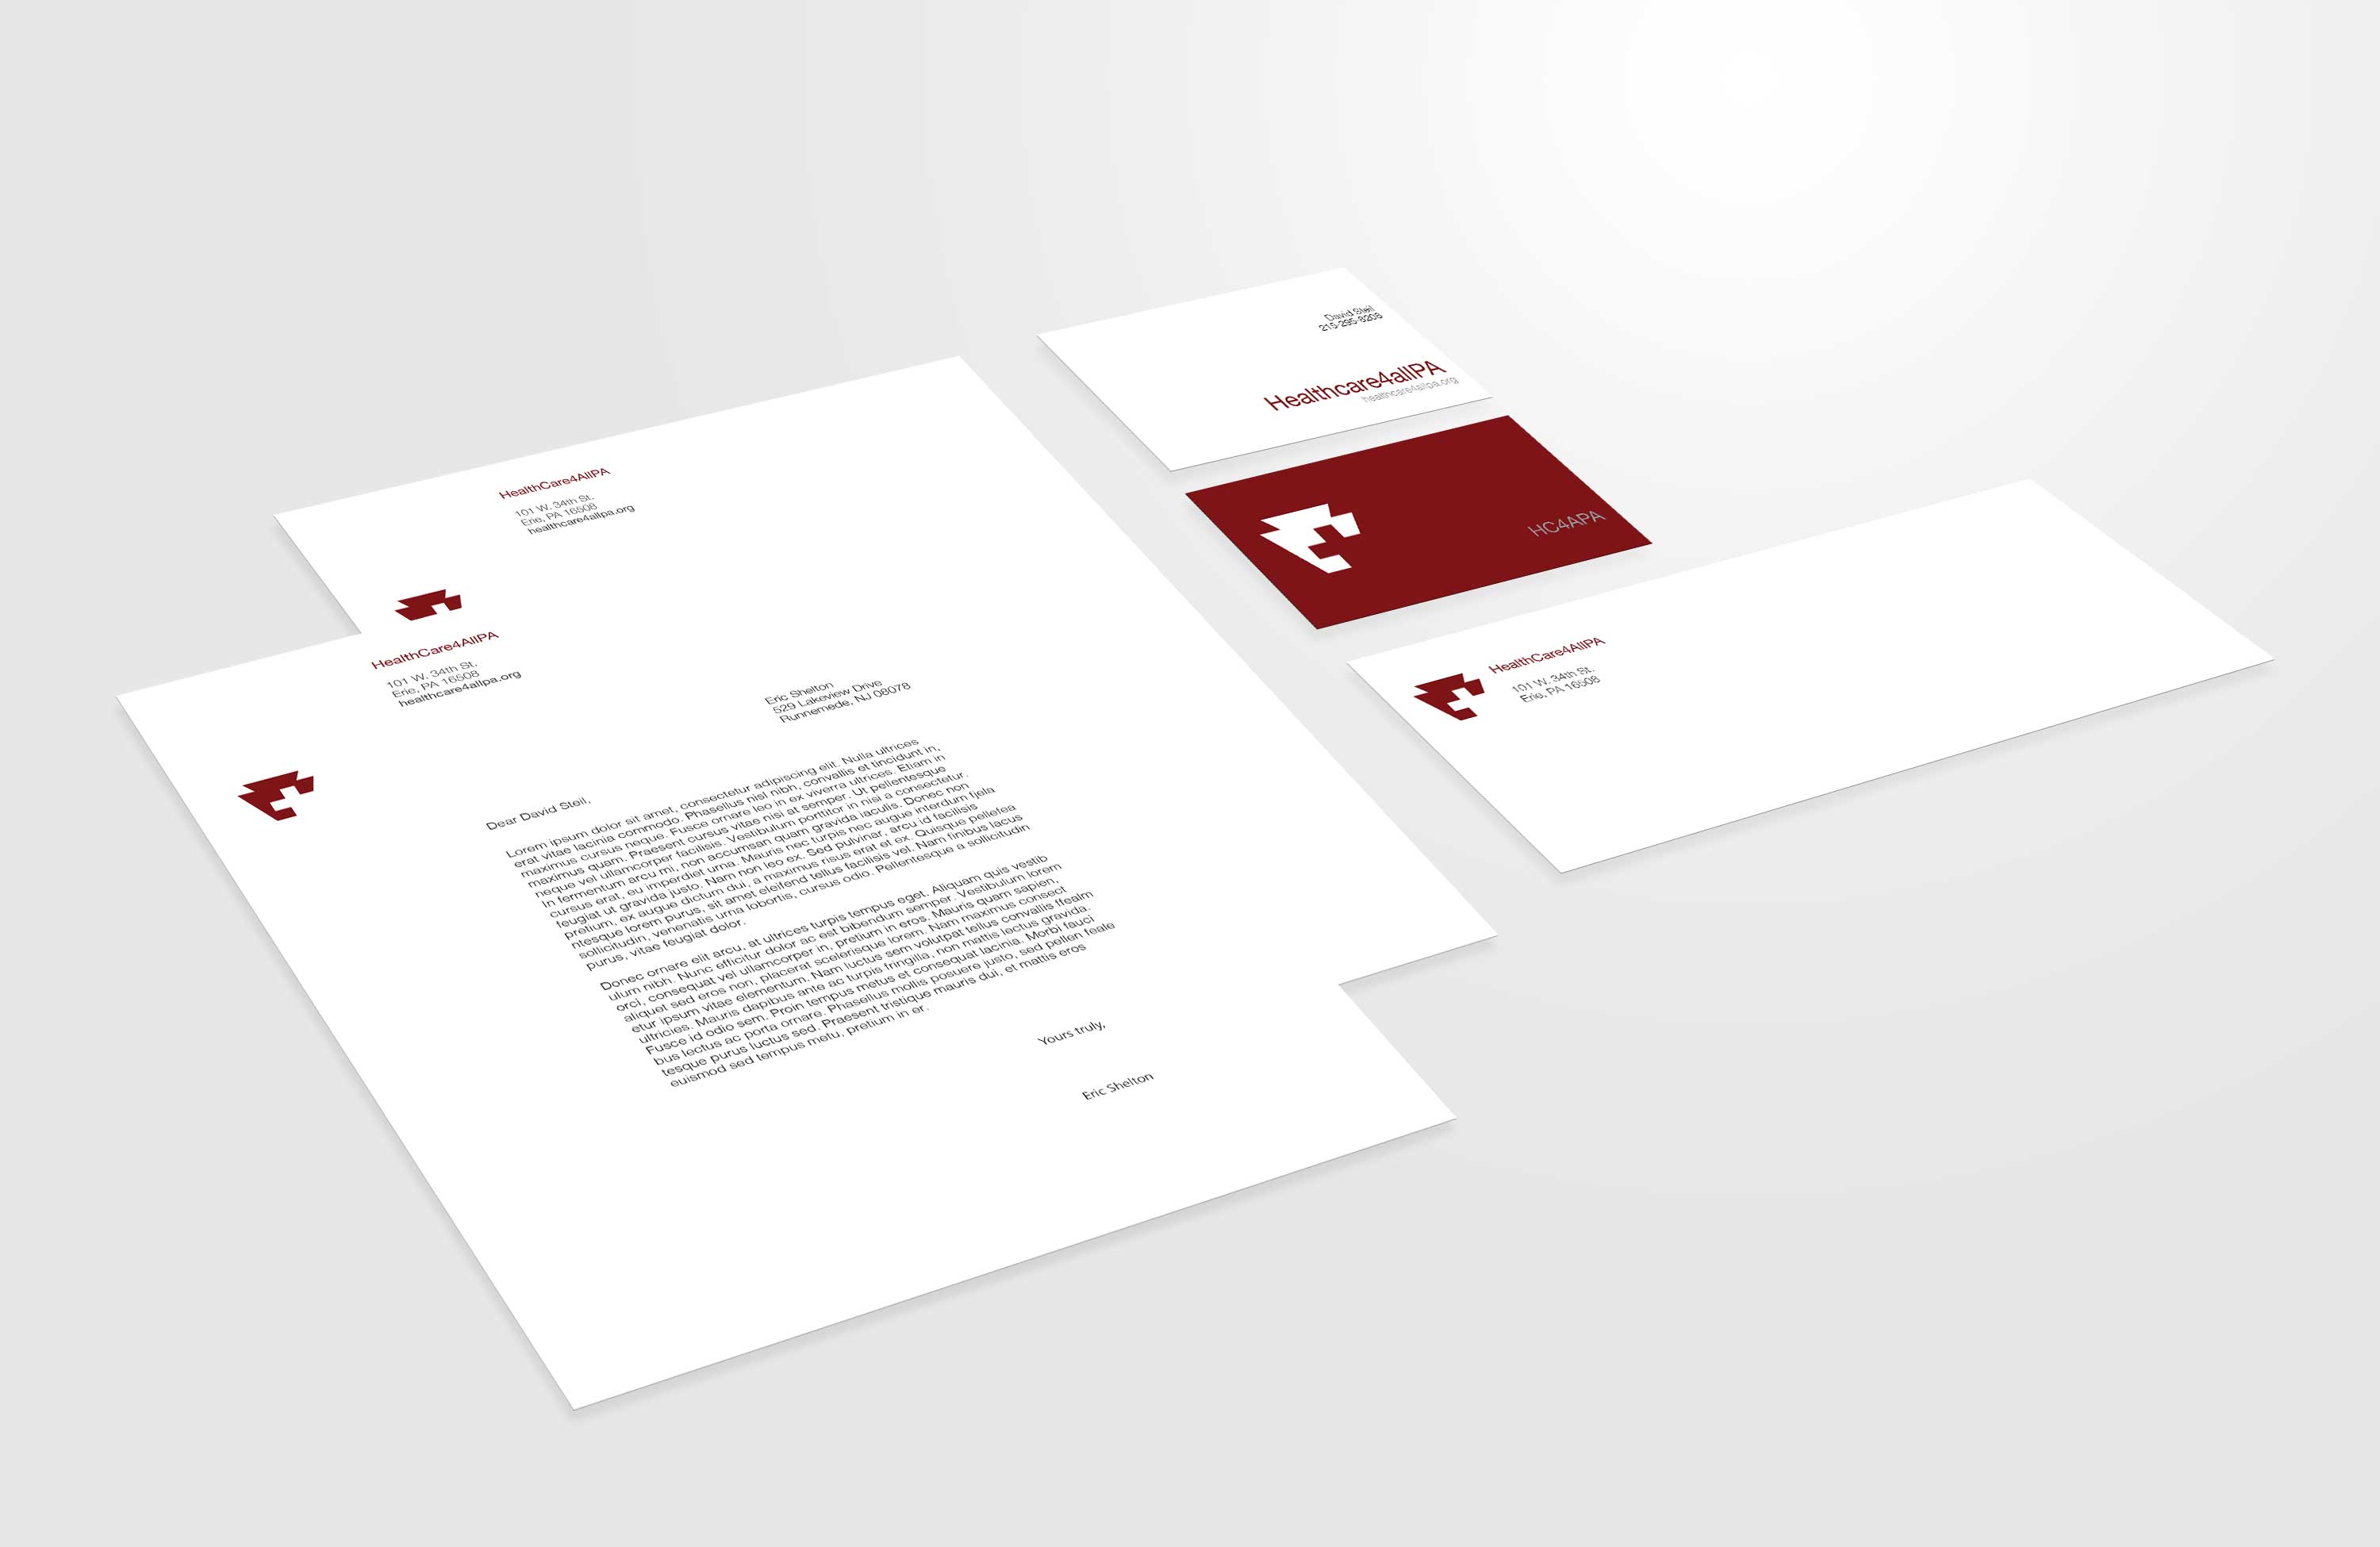 HealthCare4AllPA
101 W. 34th St.
Erie, PA 16508
healthcare4allpa.org
HealthCare4AllPA
101 W. 34th St.
Erie, PA 16508
healthcare4allpa.org
Eric Shelton
529 Lakeview Drive
Runnemede, NJ 08078
Dear David Steil,
Lorem ipsum dolor sit amet, consectetur adipiscing elit. Nulla ultrices
erat vitae lacinia commodo. Phasellus nisl nibh, convallis et tincidunt in,
maximus cursus neque. Fusce ornare leo in ex viverra ultrices. Etiam in
maximus quam. Praesent cursus vitae nisi at semper. Ut pellentesque
neque vel ullamcorper facilisis. Vestibulum porttitor in nisi a consectetur.
In fermentum arcu mi, non accumsan quam gravida iaculis. Donec non
cursus erat, eu imperdiet urna. Mauris nec turpis nec augue interdum fjela
feugiat ut gravida justo. Nam non leo ex. Sed pulvinar, arcu id facilisis
pretium, ex augue dictum dui, a maximus risus erat et ex. Quisque pellefea
ntesque lorem purus, sit amet eleifend tellus facilisis vel. Nam finibus lacus
sollicitudin, venenatis urna lobortis, cursus odio. Pellentesque a sollicitudin
purus, vitae feugiat dolor.
Donec ornare elit arcu, at ultrices turpis tempus eget. Aliquam quis vestib
ulum nibh. Nunc efficitur dolor ac est bibendum semper. Vestibulum lorem
orci, consequat vel ullamcorper in, pretium in eros. Mauris quam sapien,
aliquet sed eros non, placerat scelerisque lorem. Nam maximus consect
etur ipsum vitae elementum. Nam luctus sem volutpat tellus convallis ffealm
ultricies. Mauris dapibus ante ac turpis fringilla, non mattis lectus gravida.
Fusce id odio sem. Proin tempus metus et consequat lacinia. Morbi fauci
bus lectus ac porta ornare. Phasellus mollis posuere justo, sed pellen feale
tesque purus luctus sed. Praesent tristique mauris dui, et mattis eros
euismod sed tempus metu, pretium in er.
Yours truly,
Eric Shelton
David Steil
215-295-8208
Healthcare4allPA
healthcare4allpa.org
HC4APA
HealthCare4AllPA
101 W. 34th St.
Erie, PA 16508